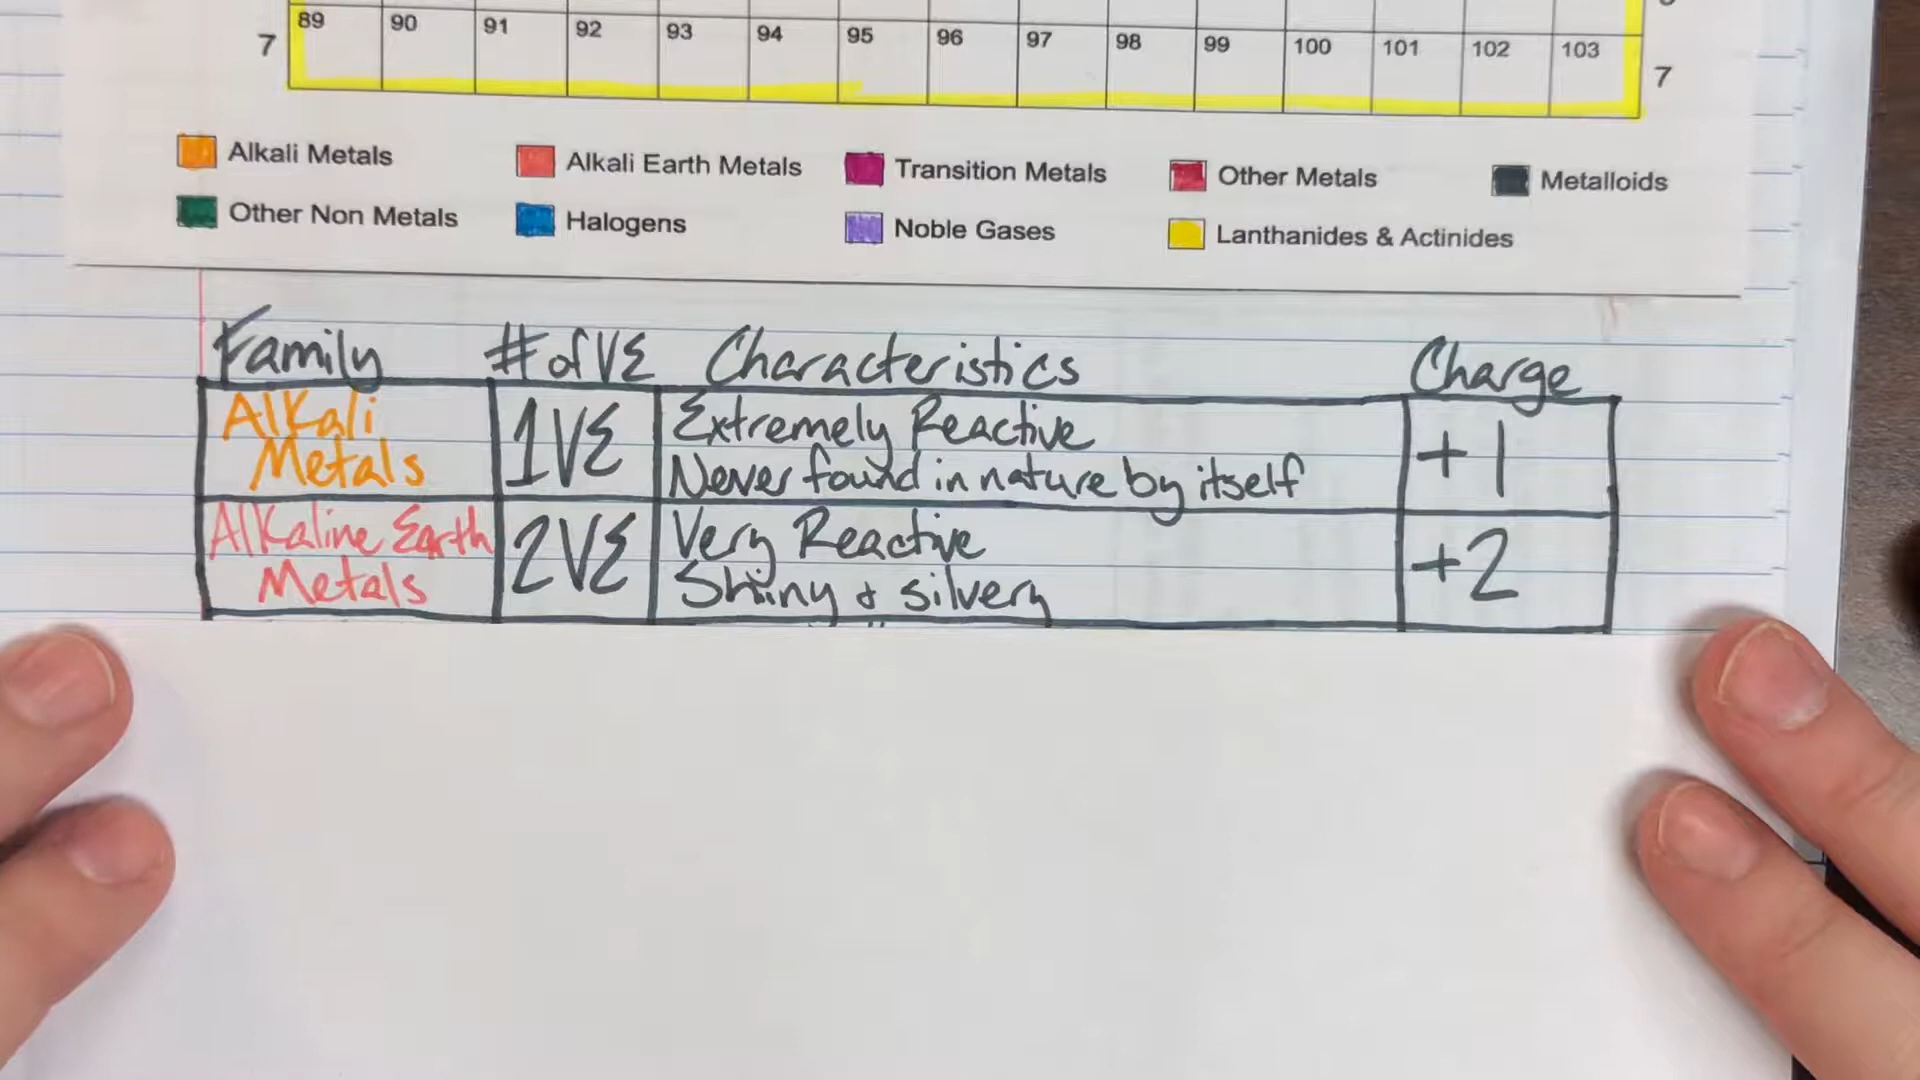 89 90 91 92 93 94 95 96 97 98 99 100 101 102 103
7 7
Alkali Metals Alkali Earth Metals Transition Metals Other Metals Metalloids
Other Non Metals Halogens Noble Gases Lanthanides & Actinides
Family # of VE Characteristics Charge
Alkali
Metals
1VE
Extremely Reactive
Never found in nature by itself
+1
Alkaline Earth
Metals
2VE
Very Reactive
Shiny & silvery
+2